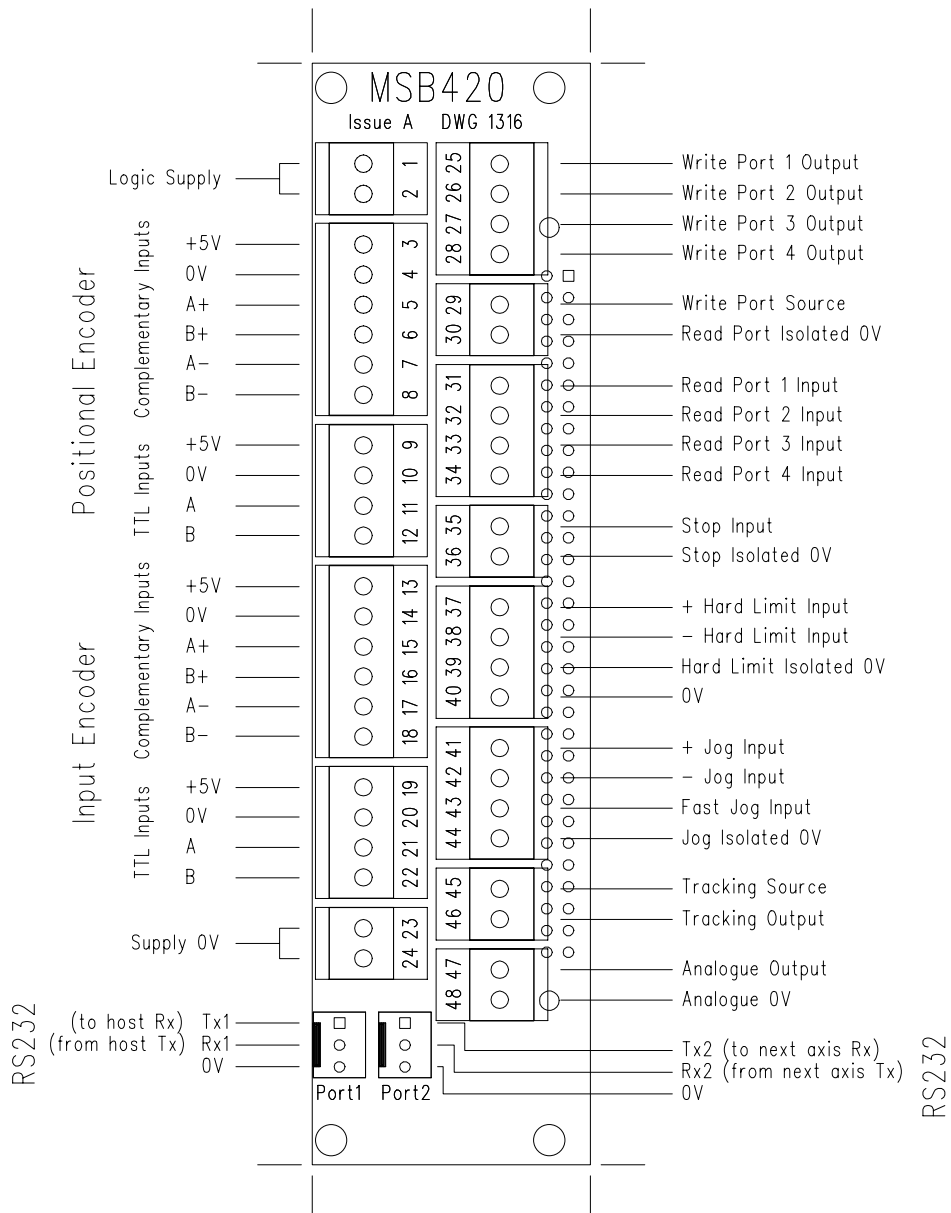 MSB420
Issue A DWG 1316
Logic Supply
Positional Encoder
Complementary Inputs
+5V
0V
A+
B+
A-
B-
TTL Inputs
+5V
0V
A
B
Input Encoder
Complementary Inputs
+5V
0V
A+
B+
A-
B-
TTL Inputs
+5V
0V
A
B
Supply 0V
RS232
(to host Rx) Tx1
(from host Tx) Rx1
0V
1
2
3
4
5
6
7
8
9
10
11
12
13
14
15
16
17
18
19
20
21
22
23
24
25
26
27
28
29
30
31
32
33
34
35
36
37
38
39
40
41
42
43
44
45
46
47
48
Port1 Port2
Write Port 1 Output
Write Port 2 Output
Write Port 3 Output
Write Port 4 Output
Write Port Source
Read Port Isolated 0V
Read Port 1 Input
Read Port 2 Input
Read Port 3 Input
Read Port 4 Input
Stop Input
Stop Isolated 0V
+ Hard Limit Input
- Hard Limit Input
Hard Limit Isolated 0V
0V
+ Jog Input
- Jog Input
Fast Jog Input
Jog Isolated 0V
Tracking Source
Tracking Output
Analogue Output
Analogue 0V
Tx2 (to next axis Rx)
Rx2 (from next axis Tx)
0V
RS232